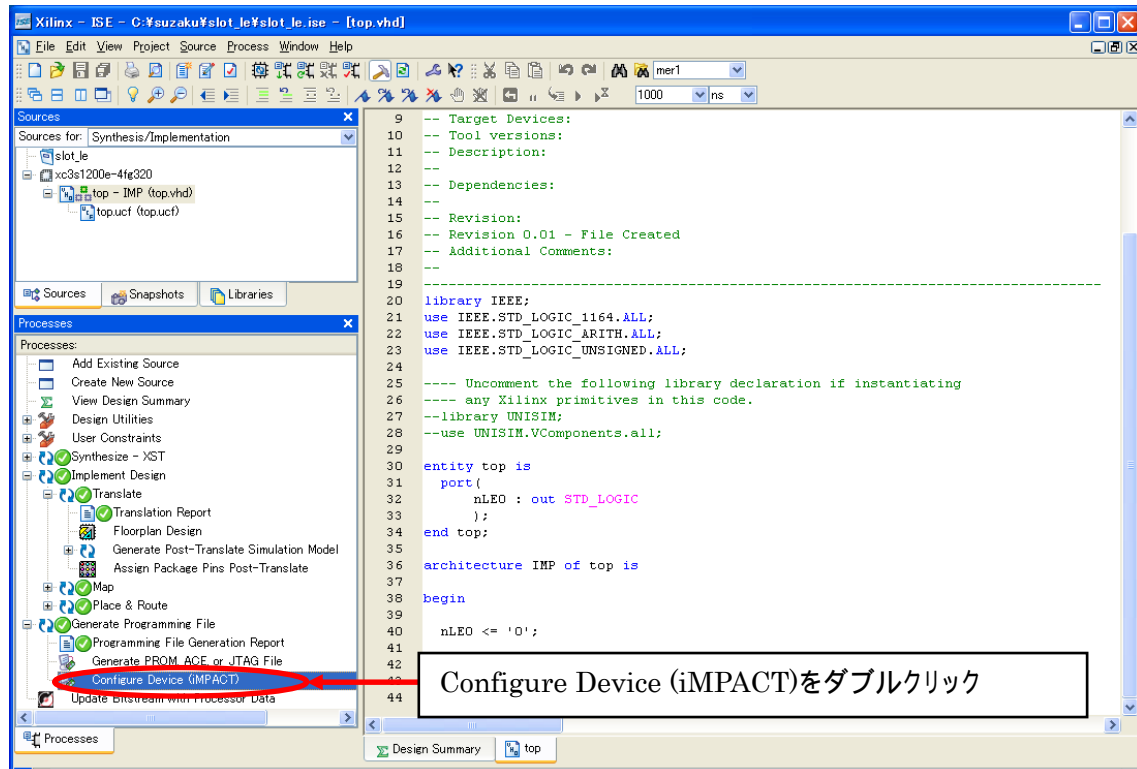 Xilinx - ISE - C:¥suzaku¥slot_le¥slot_le.ise - [top.vhd]
File Edit View Project Source Process Window Help
mer1
1000 ns
Sources
Sources for: Synthesis/Implementation
slot_le
xc3s1200e-4fg320
top - IMP (top.vhd)
top.ucf (top.ucf)
Sources Snapshots Libraries
Processes
Processes:
Add Existing Source
Create New Source
View Design Summary
Design Utilities
User Constraints
Synthesize - XST
Implement Design
Translate
Translation Report
Floorplan Design
Generate Post-Translate Simulation Model
Assign Package Pins Post-Translate
Map
Place & Route
Generate Programming File
Programming File Generation Report
Generate PROM, ACE, or JTAG File
Configure Device (iMPACT)
Update Bitstream with Processor Data
Processes
9 -- Target Devices:
10 -- Tool versions:
11 -- Description:
12 --
13 -- Dependencies:
14 --
15 -- Revision:
16 -- Revision 0.01 - File Created
17 -- Additional Comments:
18 --
19 ----------------------------------------------------------------------------------
20 library IEEE;
21 use IEEE.STD_LOGIC_1164.ALL;
22 use IEEE.STD_LOGIC_ARITH.ALL;
23 use IEEE.STD_LOGIC_UNSIGNED.ALL;
24
25 ---- Uncomment the following library declaration if instantiating
26 ---- any Xilinx primitives in this code.
27 --library UNISIM;
28 --use UNISIM.VComponents.all;
29
30 entity top is
31 port(
32 nLE0 : out STD_LOGIC
33 );
34 end top;
35
36 architecture IMP of top is
37
38 begin
39
40 nLE0 <= '0';
41
42
44
Configure Device (iMPACT)をダブルクリック
Design Summary top